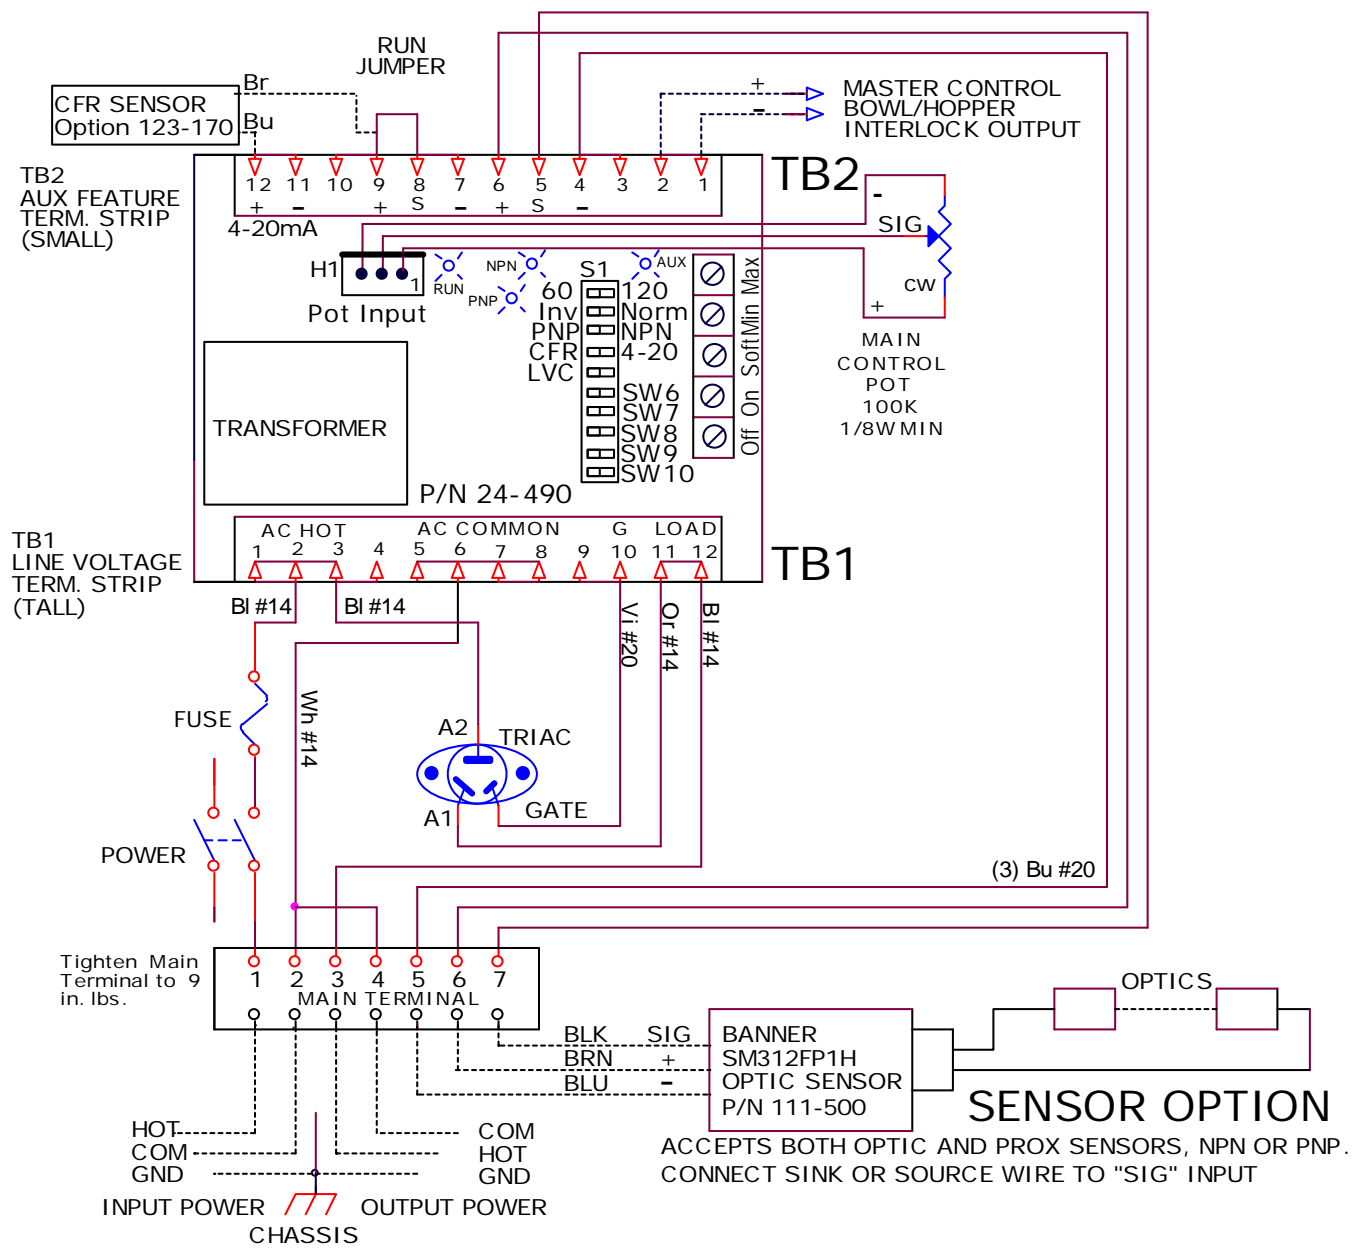 RUN
JUMPER
CFR SENSOR
Option 123-170
Br
Bu
+
-
MASTER CONTROL
BOWL/HOPPER
INTERLOCK OUTPUT
TB2
AUX FEATURE
TERM. STRIP
(SMALL)
12 11 10 9 8 7 6 5 4 3 2 1
+ - + S - + S -
4-20mA
TB2
-
SIG
CW
+
MAIN
CONTROL
POT
100K
1/8W MIN
H1
1
Pot Input
RUN
NPN
PNP
AUX
S1
60 120
Inv Norm
PNP NPN
CFR 4-20
LVC
SW6
SW7
SW8
SW9
SW10
Max
Min
Soft
On
Off
TRANSFORMER
P/N 24-490
TB1
LINE VOLTAGE
TERM. STRIP
(TALL)
AC HOT AC COMMON G LOAD
1 2 3 4 5 6 7 8 9 10 11 12
TB1
Bl #14
Bl #14
Vi #20
Or #14
Bl #14
Wh #14
FUSE
POWER
A2
TRIAC
A1
GATE
(3) Bu #20
Tighten Main
Terminal to 9
in. lbs.
1 2 3 4 5 6 7
MAIN TERMINAL
BLK SIG
BRN +
BLU -
BANNER
SM312FP1H
OPTIC SENSOR
P/N 111-500
OPTICS
SENSOR OPTION
ACCEPTS BOTH OPTIC AND PROX SENSORS, NPN OR PNP.
CONNECT SINK OR SOURCE WIRE TO "SIG" INPUT
HOT
COM
GND
INPUT POWER
COM
HOT
GND
OUTPUT POWER
CHASSIS